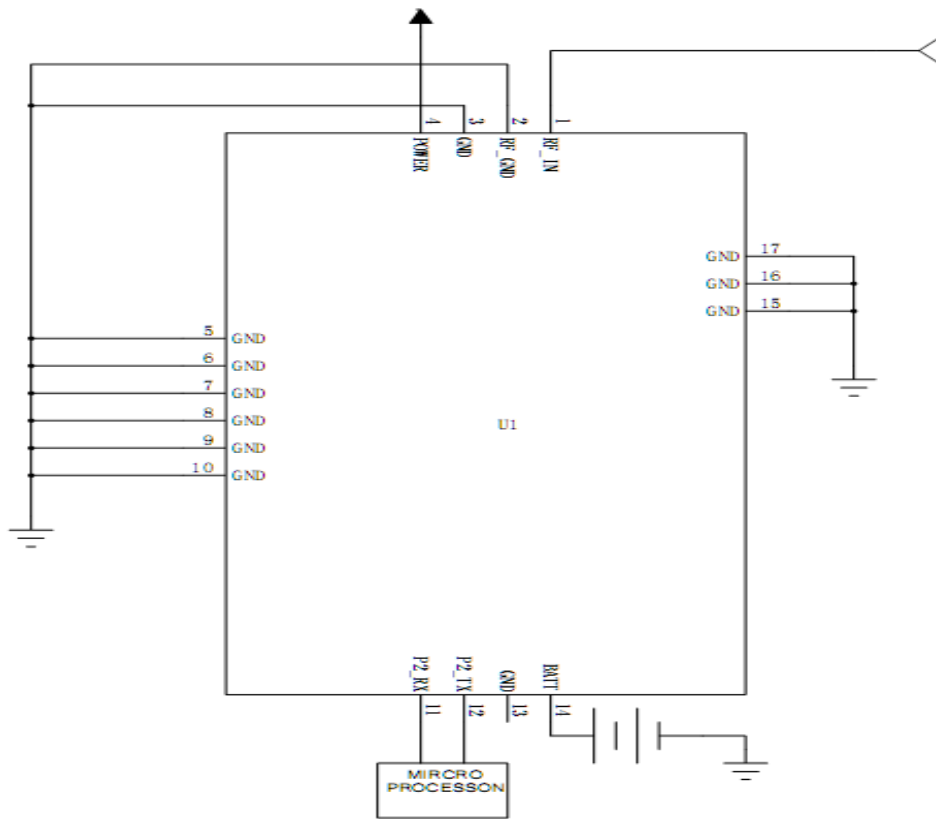 4 3 2 1
POWER GND RF_GND RF_IN
GND 17
GND 16
GND 15
5 GND
6 GND
7 GND
8 GND
9 GND
10 GND
U1
P2_RX P2_TX GND BATT
11 12 13 14
MIRCRO
PROCESSON